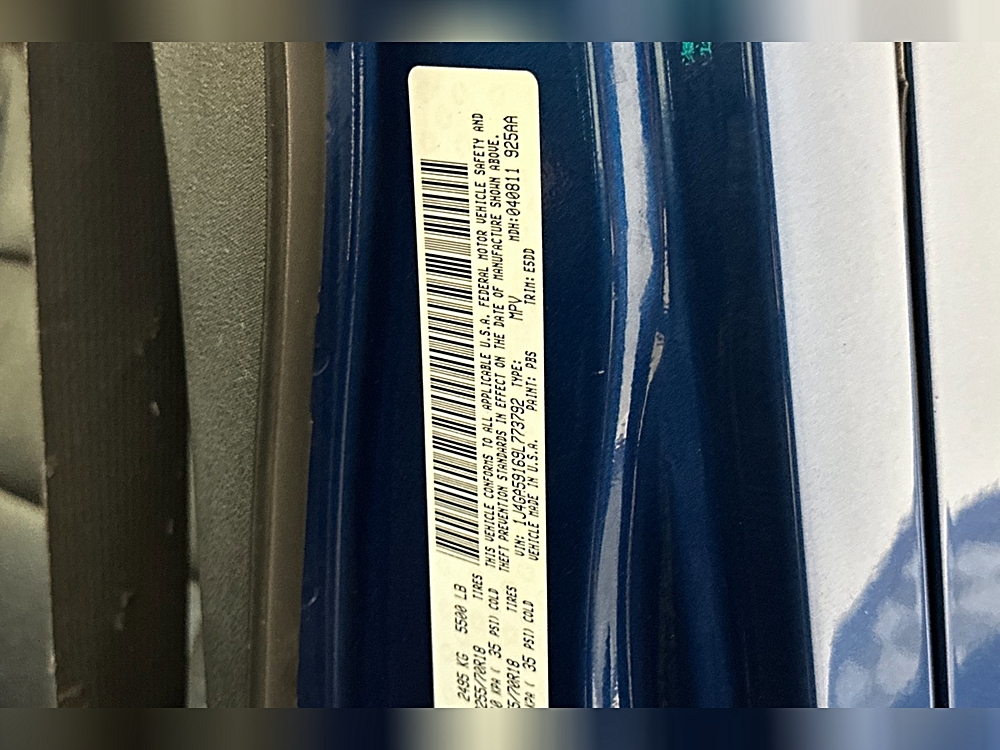 2495 KG 5500 LB
255/70R18 TIRES
KPA ( 35 PSI) COLD
5/70R18 TIRES
KPA ( 35 PSI) COLD
THIS VEHICLE CONFORMS TO ALL APPLICABLE U.S.A. FEDERAL MOTOR VEHICLE SAFETY AND
THEFT PREVENTION STANDARDS IN EFFECT ON THE DATE OF MANUFACTURE SHOWN ABOVE.
VIN: 1J4GA59169L773792 TYPE: MPV MDH:040811 925AA
VEHICLE MADE IN U.S.A. PAINT: PBS TRIM: E5DD